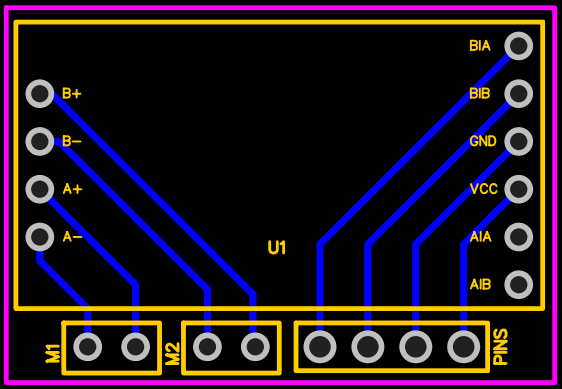 BIA
B+
BIB
B-
GND
A+
VCC
A-
AIA
U1
AIB
M1
M2
PINS